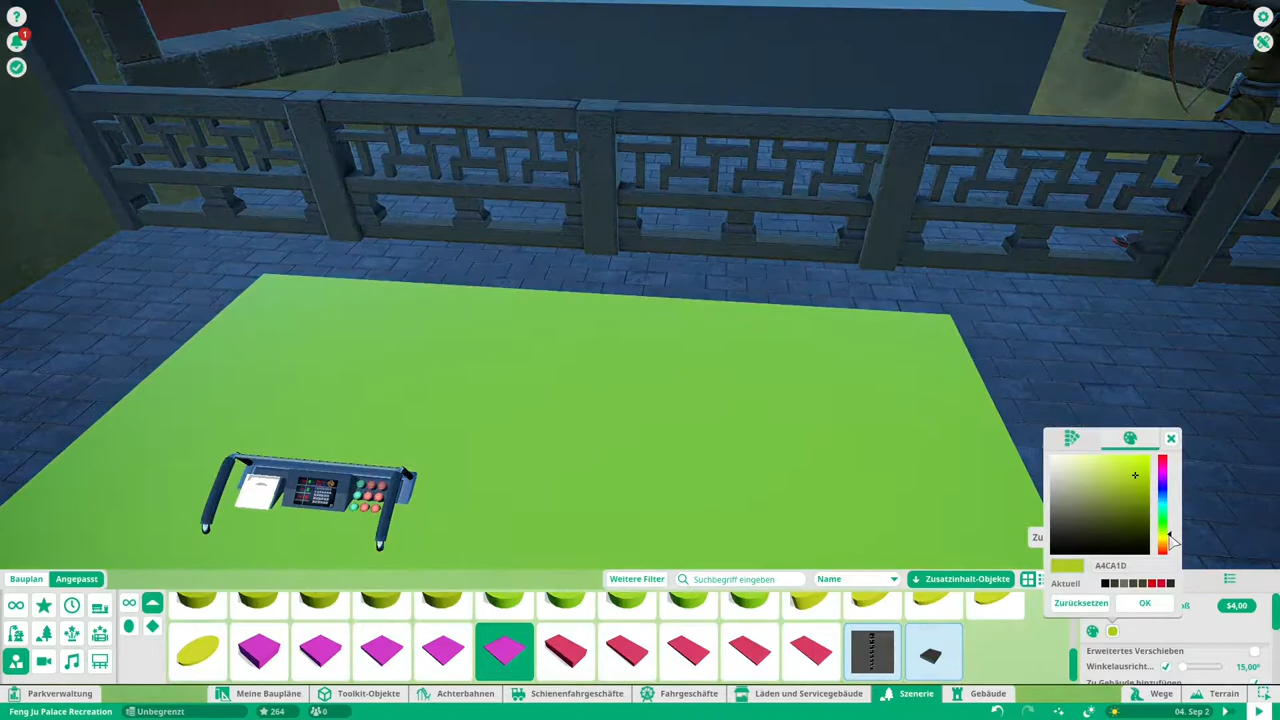 ?
1
Zu
A4CA1D
Aktuell
Zurücksetzen
OK
Bauplan
Angepasst
Weitere Filter
Suchbegriff eingeben
Name
Zusatzinhalt-Objekte
$4,00
Erweitertes Verschieben
Winkelausricht...
15,00°
Parkverwaltung
Meine Baupläne
Toolkit-Objekte
Achterbahnen
Schienenfahrgeschäfte
Fahrgeschäfte
Läden und Servicegebäude
Szenerie
Gebäude
Wege
Terrain
Feng Ju Palace Recreation
Unbegrenzt
264
0
04. Sep 2